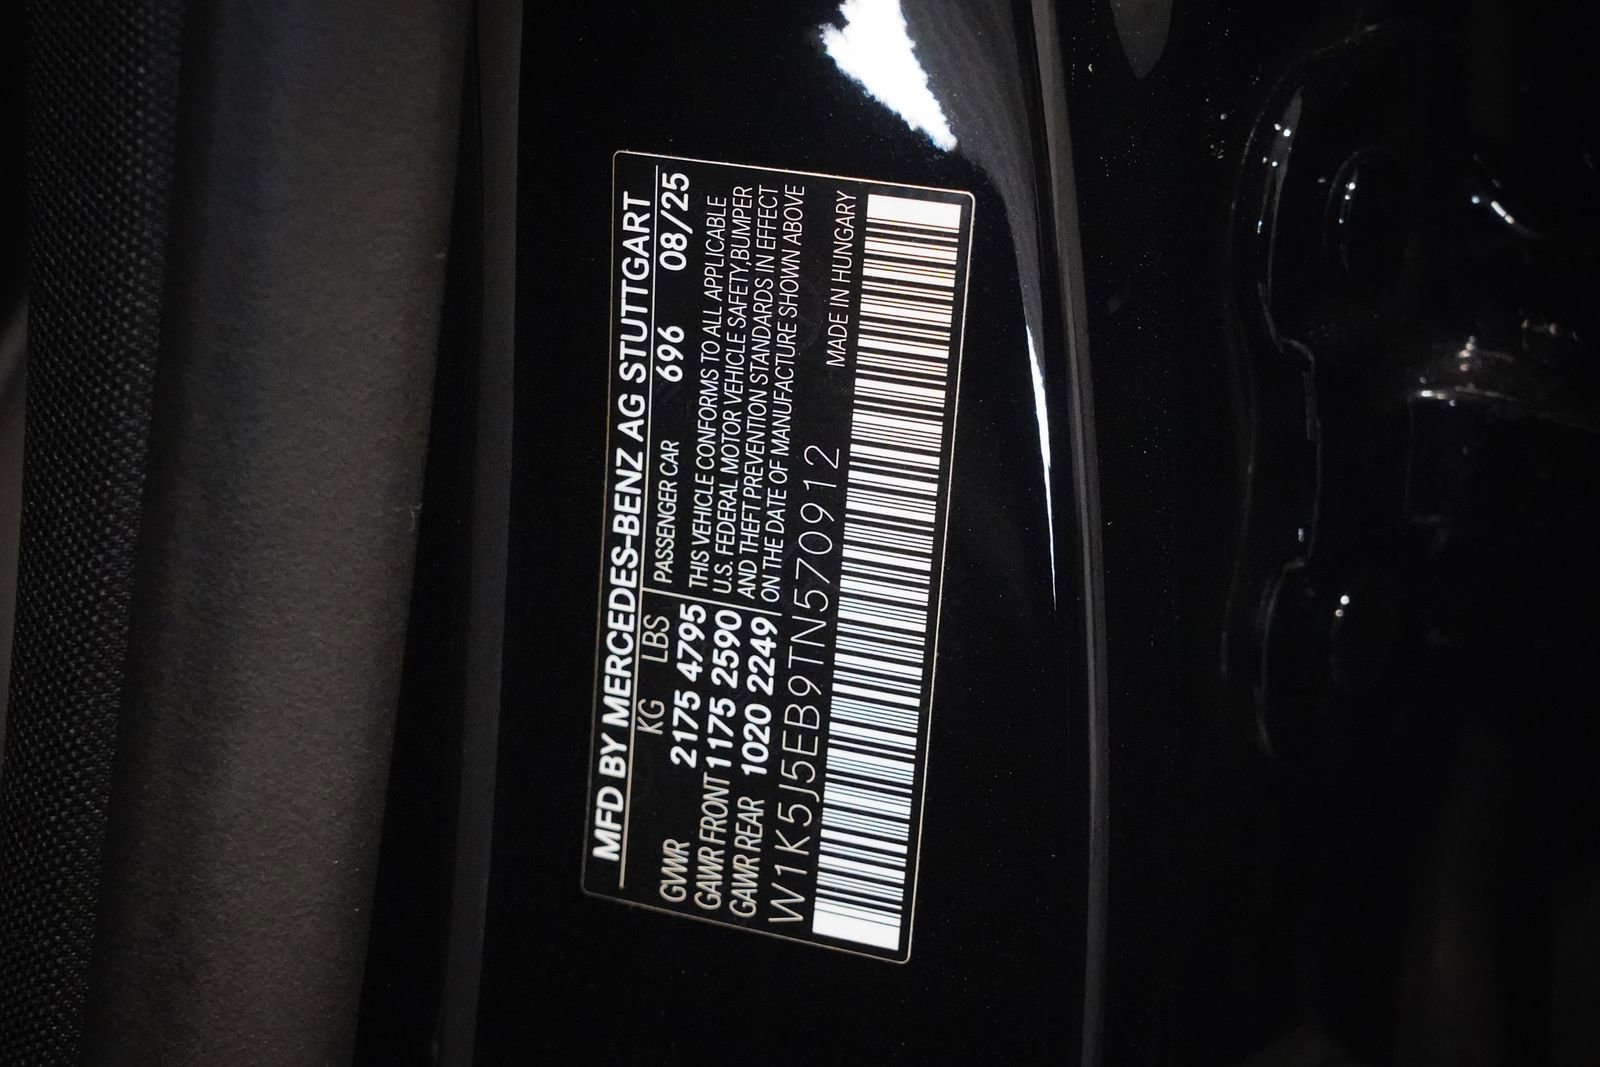 MFD BY MERCEDES-BENZ AG STUTTGART
KG LBS PASSENGER CAR 696 08/25
GVWR 2175 4795 THIS VEHICLE CONFORMS TO ALL APPLICABLE
GAWR FRONT 1175 2590 U.S. FEDERAL MOTOR VEHICLE SAFETY,BUMPER
GAWR REAR 1020 2249 AND THEFT PREVENTION STANDARDS IN EFFECT
ON THE DATE OF MANUFACTURE SHOWN ABOVE
W1K5J5EB9TN570912 MADE IN HUNGARY